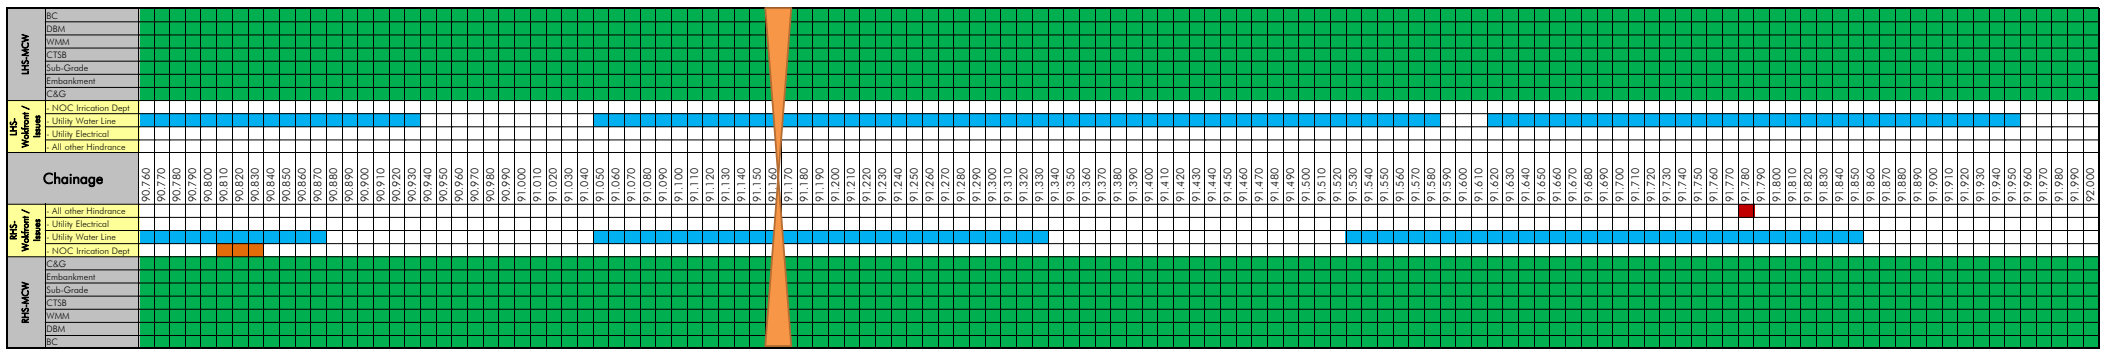 LHS-MCW
BC
DBM
WMM
CTSB
Sub-Grade
Embankment
C&G
LHS-
Wokfront /
Issues
- NOC Irrication Dept
- Utility Water Line
- Utility Electrical
- All other Hindrance
Chainage
90.760 90.770 90.780 90.790 90.800 90.810 90.820 90.830 90.840 90.850 90.860 90.870 90.880 90.890 90.900 90.910 90.920 90.930 90.940 90.950 90.960 90.970 90.980 90.990 91.000 91.010 91.020 91.030 91.040 91.050 91.060 91.070 91.080 91.090 91.100 91.110 91.120 91.130 91.140 91.150 91.160 91.170 91.180 91.190 91.200 91.210 91.220 91.230 91.240 91.250 91.260 91.270 91.280 91.290 91.300 91.310 91.320 91.330 91.340 91.350 91.360 91.370 91.380 91.390 91.400 91.410 91.420 91.430 91.440 91.450 91.460 91.470 91.480 91.490 91.500 91.510 91.520 91.530 91.540 91.550 91.560 91.570 91.580 91.590 91.600 91.610 91.620 91.630 91.640 91.650 91.660 91.670 91.680 91.690 91.700 91.710 91.720 91.730 91.740 91.750 91.760 91.770 91.780 91.790 91.800 91.810 91.820 91.830 91.840 91.850 91.860 91.870 91.880 91.890 91.900 91.910 91.920 91.930 91.940 91.950 91.960 91.970 91.980 91.990 92.000
RHS-
Wokfront /
Issues
- All other Hindrance
- Utility Electrical
- Utility Water Line
- NOC Irrication Dept
RHS-MCW
C&G
Embankment
Sub-Grade
CTSB
WMM
DBM
BC